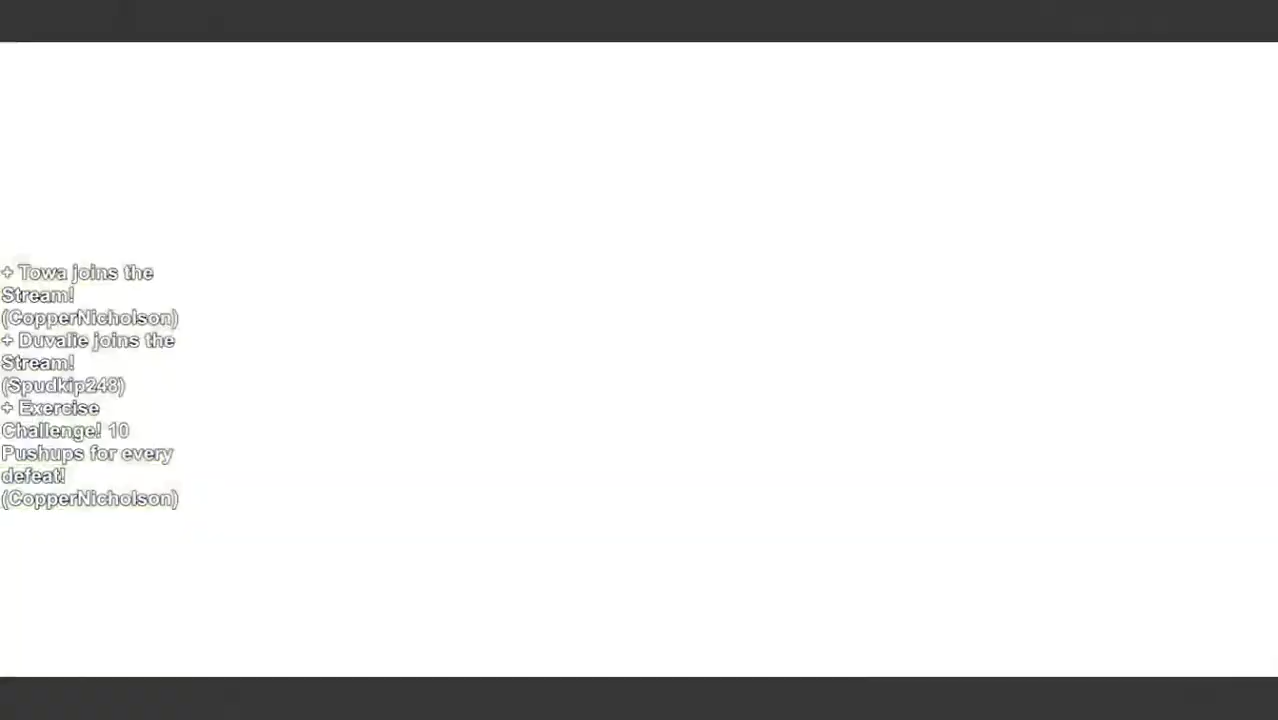 + Towa joins the
Stream!
(CopperNicholson)
+ Duvalie joins the
Stream!
(Spudkip248)
+ Exercise
Challenge! 10
Pushups for every
defeat!
(CopperNicholson)